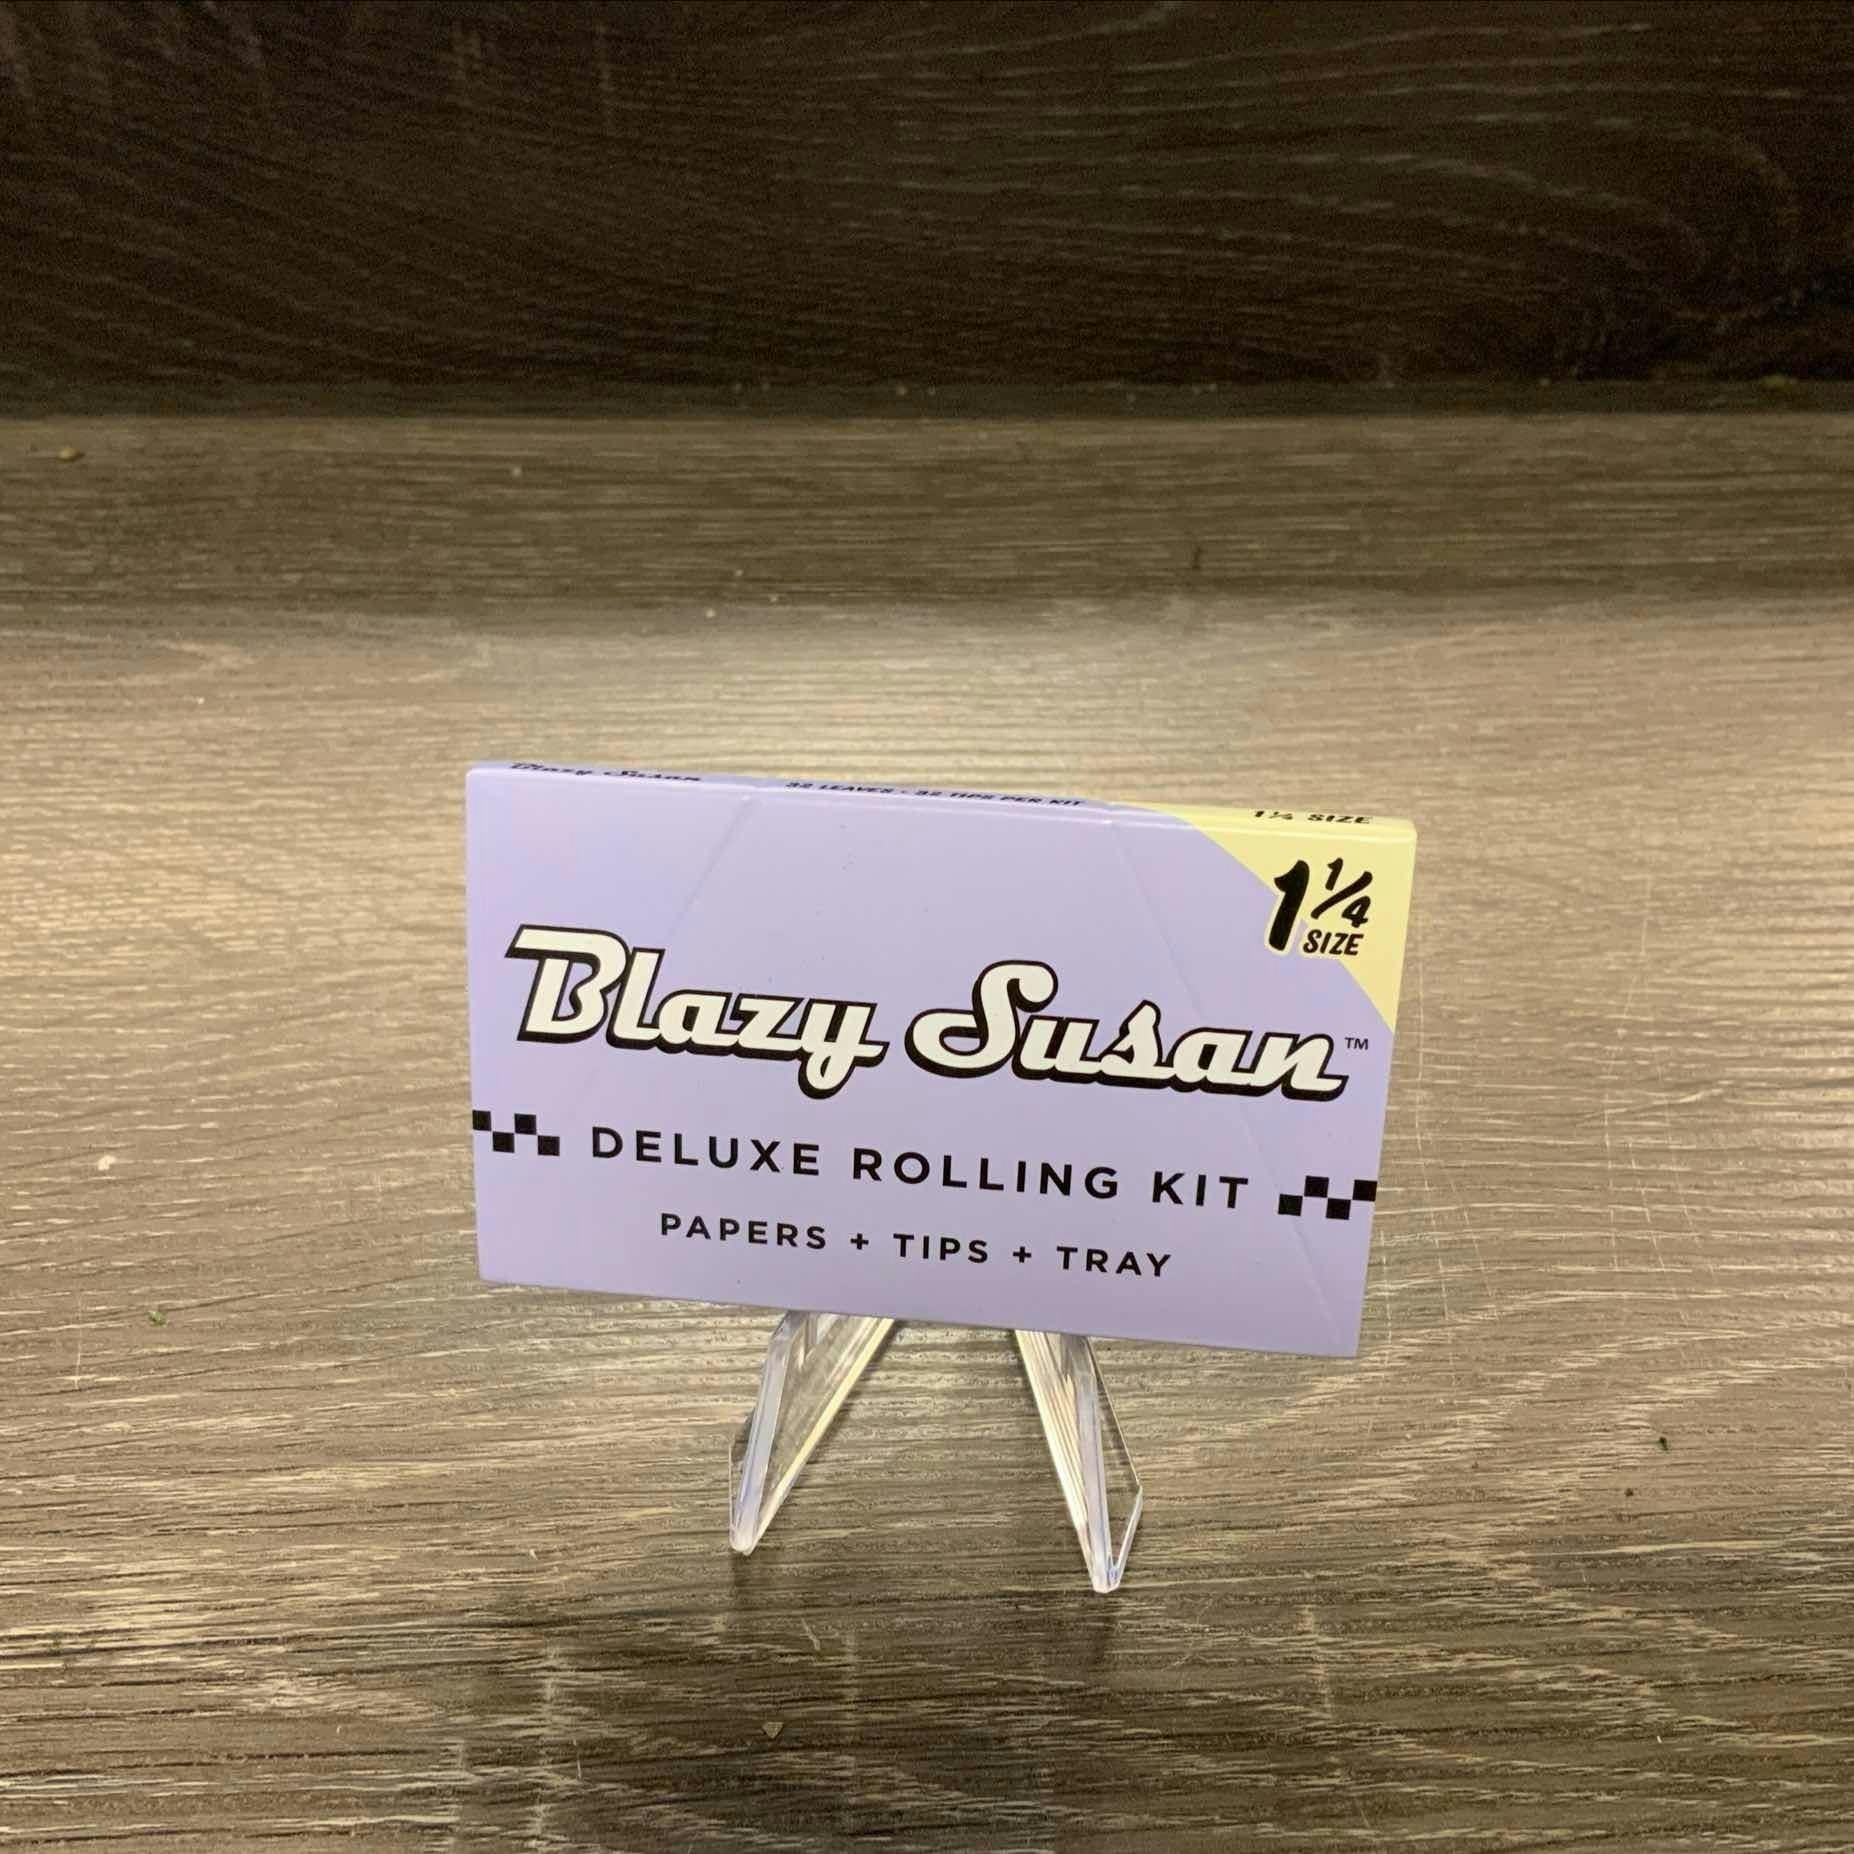 Blazy Susan 32 LEAVES · 32 TIPS PER KIT 1¼ SIZE
1¼
SIZE
Blazy Susan™
DELUXE ROLLING KIT
PAPERS + TIPS + TRAY